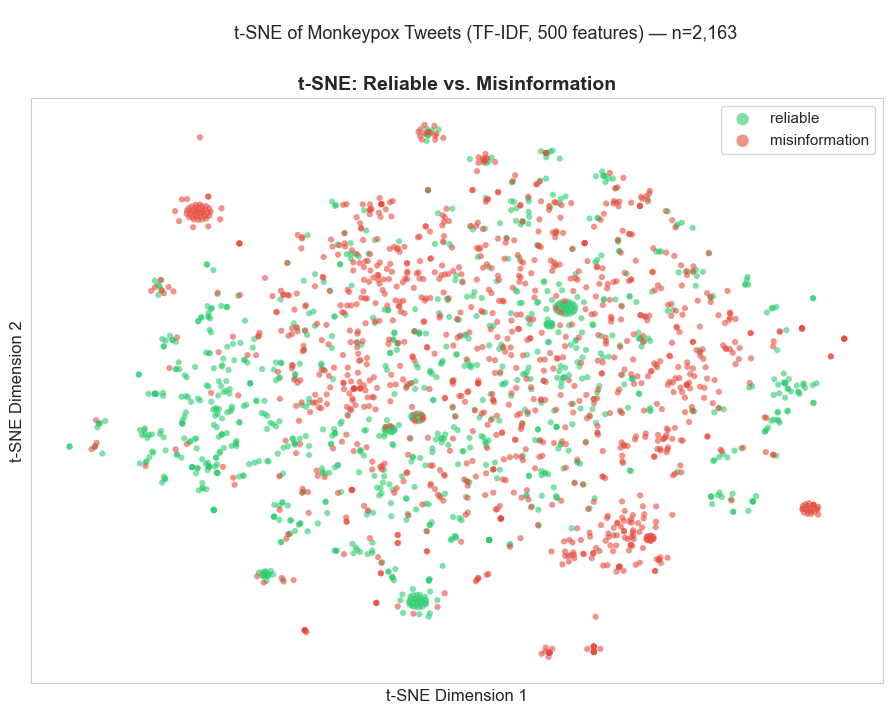 t-SNE of Monkeypox Tweets (TF-IDF, 500 features) — n=2,163
t-SNE: Reliable vs. Misinformation
reliable
misinformation
t-SNE Dimension 2
t-SNE Dimension 1